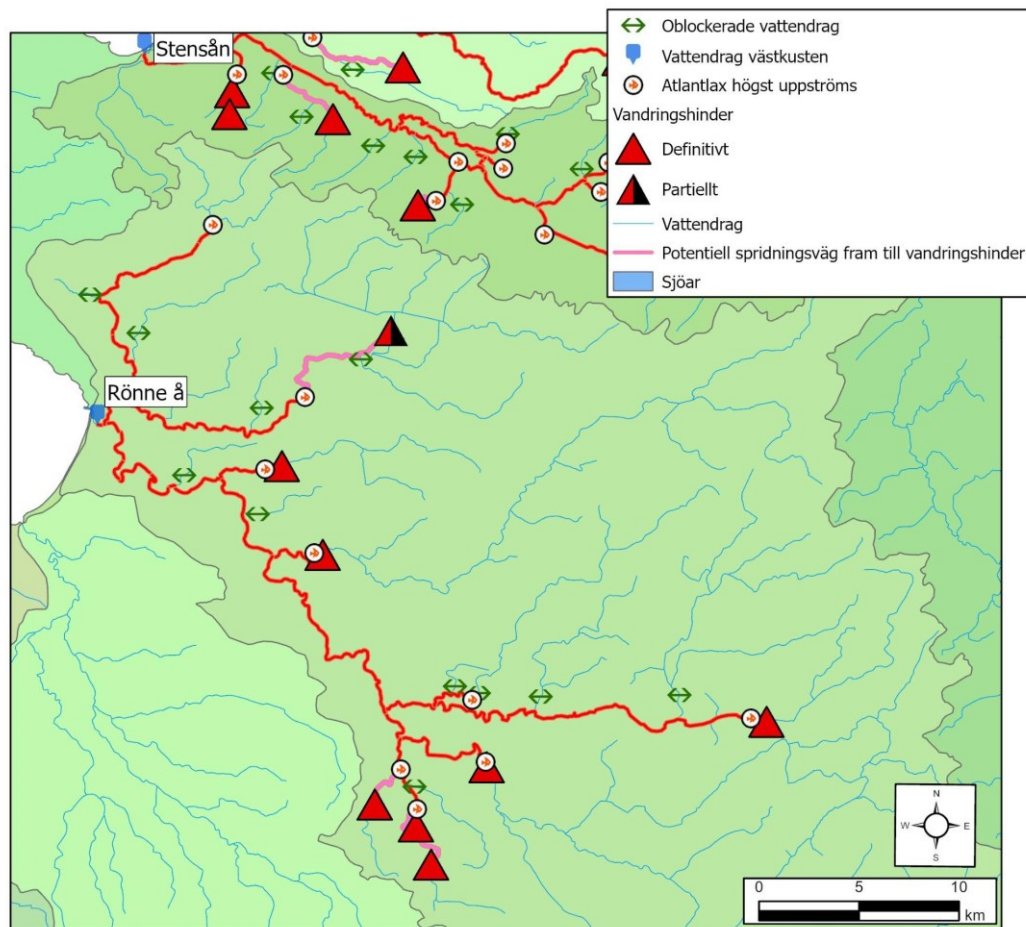 Stensån
Oblockerade vattendrag
Vattendrag västkusten
Atlantlax högst uppströms
Vandringshinder
Definitivt
Partiellt
Vattendrag
Potentiell spridningsväg fram till vandringshinder
Sjöar
Rönne å
N
W E
S
0 5 10
km